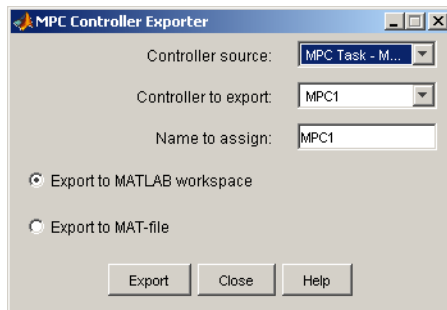 MPC Controller Exporter
Controller source: MPC Task - M...
Controller to export: MPC1
Name to assign: MPC1
Export to MATLAB workspace
Export to MAT-file
Export Close Help